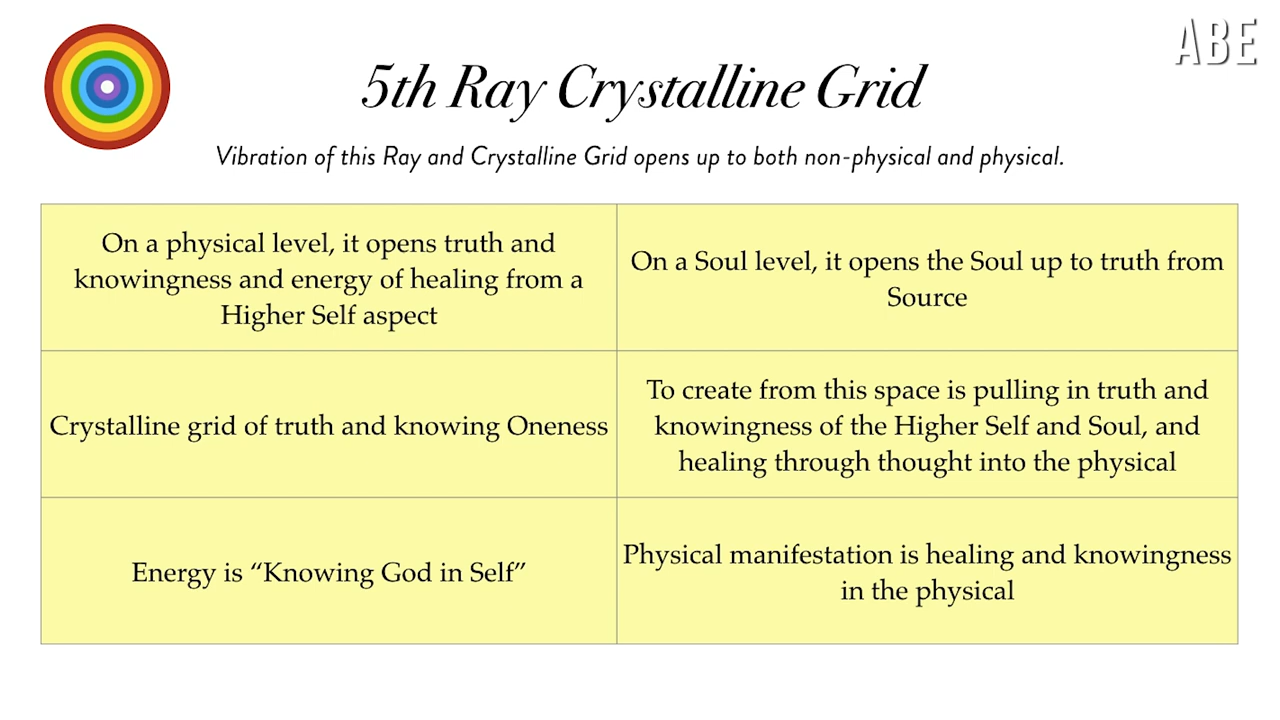 ABE
5th Ray Crystalline Grid
Vibration of this Ray and Crystalline Grid opens up to both non-physical and physical.
On a physical level, it opens truth and
knowingness and energy of healing from a
Higher Self aspect
On a Soul level, it opens the Soul up to truth from
Source
Crystalline grid of truth and knowing Oneness
To create from this space is pulling in truth and
knowingness of the Higher Self and Soul, and
healing through thought into the physical
Energy is “Knowing God in Self”
Physical manifestation is healing and knowingness
in the physical